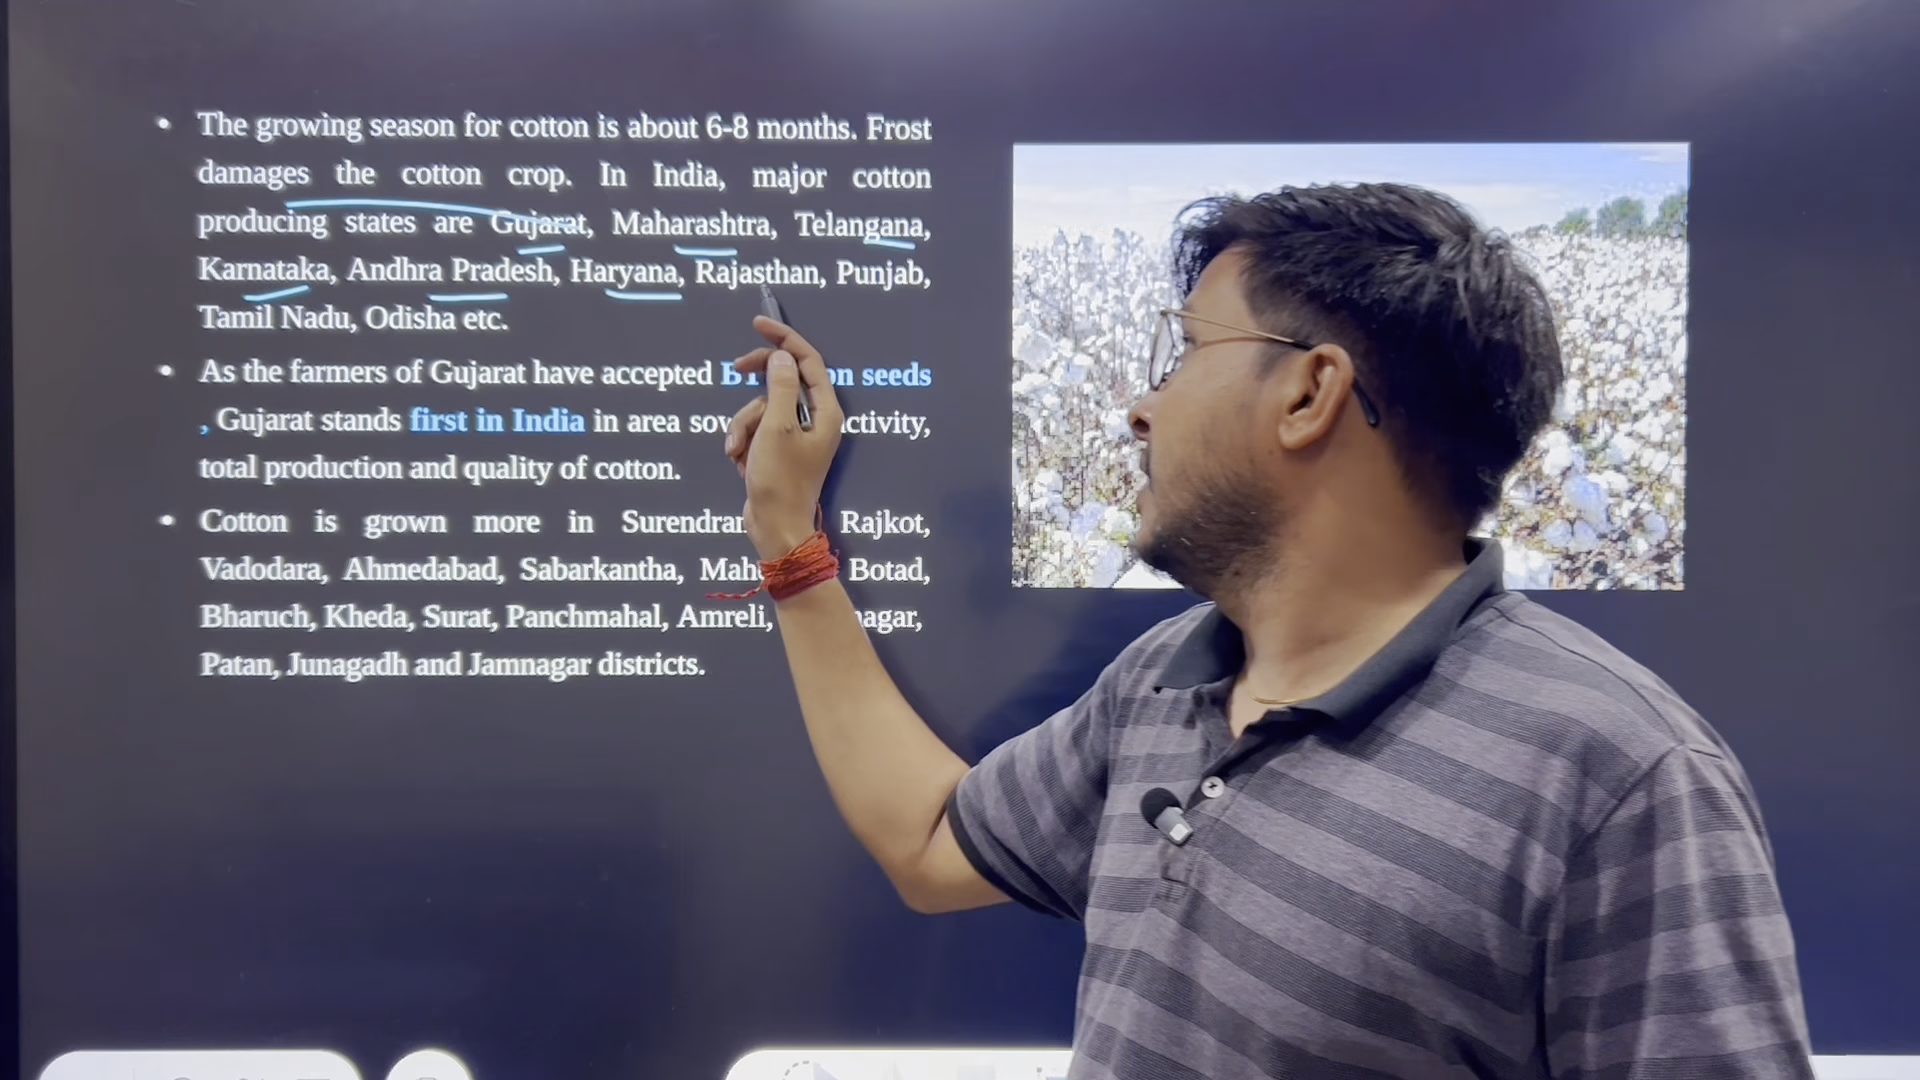 • The growing season for cotton is about 6-8 months. Frost
damages the cotton crop. In India, major cotton
producing states are Gujarat, Maharashtra, Telangana,
Karnataka, Andhra Pradesh, Haryana, Rajasthan, Punjab,
Tamil Nadu, Odisha etc.
• As the farmers of Gujarat have accepted seeds
, Gujarat stands first in India in area
total production and quality of cotton.
• Cotton is grown more in Rajkot,
Vadodara, Ahmedabad, Sabarkantha, Botad,
Bharuch, Kheda, Surat, Panchmahal, Amreli,
Patan, Junagadh and Jamnagar districts.